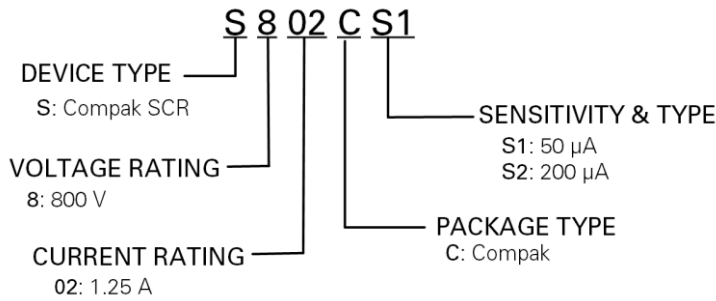 S 8 02 C S1
DEVICE TYPE
S: Compak SCR
VOLTAGE RATING
8: 800 V
CURRENT RATING
02: 1.25 A
SENSITIVITY & TYPE
S1: 50 μA
S2: 200 μA
PACKAGE TYPE
C: Compak